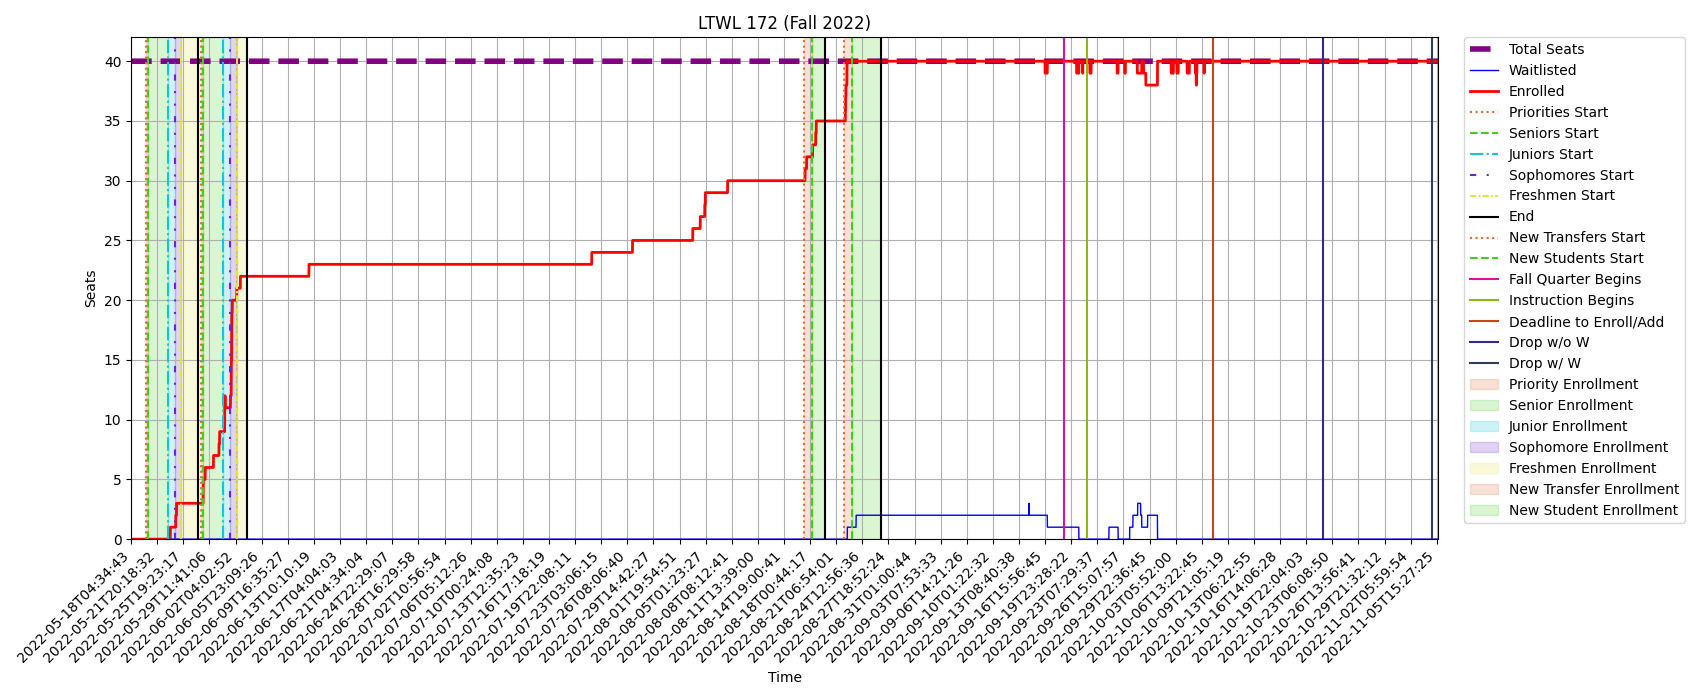 LTWL 172 (Fall 2022)
Seats
40
35
30
25
20
15
10
5
0
2022-05-18T04:34:43
2022-05-21T20:18:32
2022-05-25T19:23:17
2022-05-29T11:41:06
2022-06-02T04:02:52
2022-06-05T23:09:26
2022-06-09T16:35:27
2022-06-13T10:10:19
2022-06-17T04:04:03
2022-06-21T04:34:04
2022-06-24T22:29:07
2022-06-28T16:29:58
2022-07-02T10:56:54
2022-07-06T05:12:26
2022-07-10T00:24:08
2022-07-13T12:35:23
2022-07-16T17:18:19
2022-07-19T22:08:11
2022-07-23T03:06:15
2022-07-26T08:06:40
2022-07-29T14:42:27
2022-08-01T19:54:51
2022-08-05T01:23:27
2022-08-08T08:12:41
2022-08-11T13:39:00
2022-08-14T19:00:41
2022-08-18T00:44:17
2022-08-21T06:54:01
2022-08-24T12:56:36
2022-08-27T18:52:24
2022-08-31T01:00:44
2022-09-03T07:53:33
2022-09-06T14:21:26
2022-09-10T01:22:32
2022-09-13T08:40:38
2022-09-16T15:56:45
2022-09-19T23:28:22
2022-09-23T07:29:37
2022-09-26T15:07:57
2022-09-29T22:36:45
2022-10-03T05:52:00
2022-10-06T13:22:45
2022-10-09T21:05:19
2022-10-13T06:22:55
2022-10-16T14:06:28
2022-10-19T22:04:03
2022-10-23T06:08:50
2022-10-26T13:56:41
2022-10-29T21:32:12
2022-11-02T05:59:54
2022-11-05T15:27:25
Time
Total Seats
Waitlisted
Enrolled
Priorities Start
Seniors Start
Juniors Start
Sophomores Start
Freshmen Start
End
New Transfers Start
New Students Start
Fall Quarter Begins
Instruction Begins
Deadline to Enroll/Add
Drop w/o W
Drop w/ W
Priority Enrollment
Senior Enrollment
Junior Enrollment
Sophomore Enrollment
Freshmen Enrollment
New Transfer Enrollment
New Student Enrollment